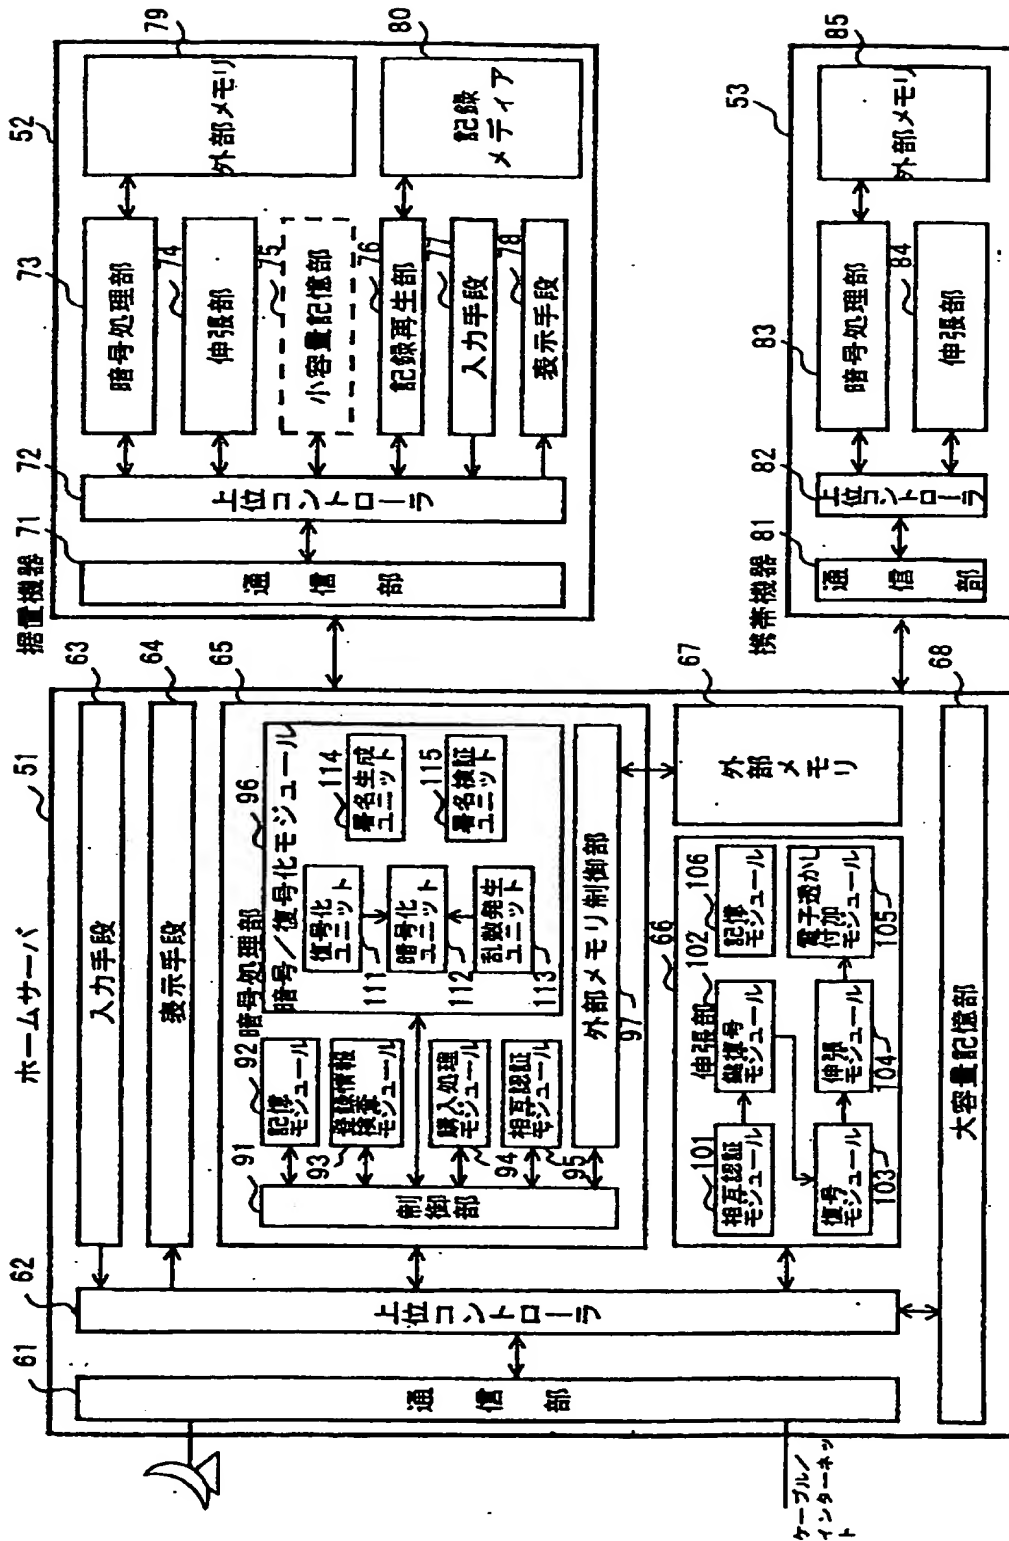 ホームサーバ
51
61
通信部
62
上位コントローラ
63
入力手段
64
表示手段
65
暗号処理部
91
制御部
92
記憶
モジュール
93
登録情報
検査
モジュール
94
購入処理
モジュール
95
相互認証
モジュール
96
暗号/復号化モジュール
111
復号化
ユニット
112
暗号化
ユニット
113
乱数発生
ユニット
114
署名生成
ユニット
115
署名検証
ユニット
97
外部メモリ制御部
66
伸張部
101
相互認証
モジュール
102
鍵復号
モジュール
103
復号
モジュール
104
伸張
モジュール
105
電子透かし
付加
モジュール
106
記憶
モジュール
67
外部
メモリ
68
大容量記憶部
ケーブル/
インターネッ
ト
据置機器
52
71
通信部
72
上位コントローラ
73
暗号処理部
74
伸張部
75
小容量記憶部
76
記録再生部
77
入力手段
78
表示手段
79
外部メモリ
80
記録
メディア
携帯機器
53
81
通信部
82
上位コントローラ
83
暗号処理部
84
伸張部
85
外部メモリ